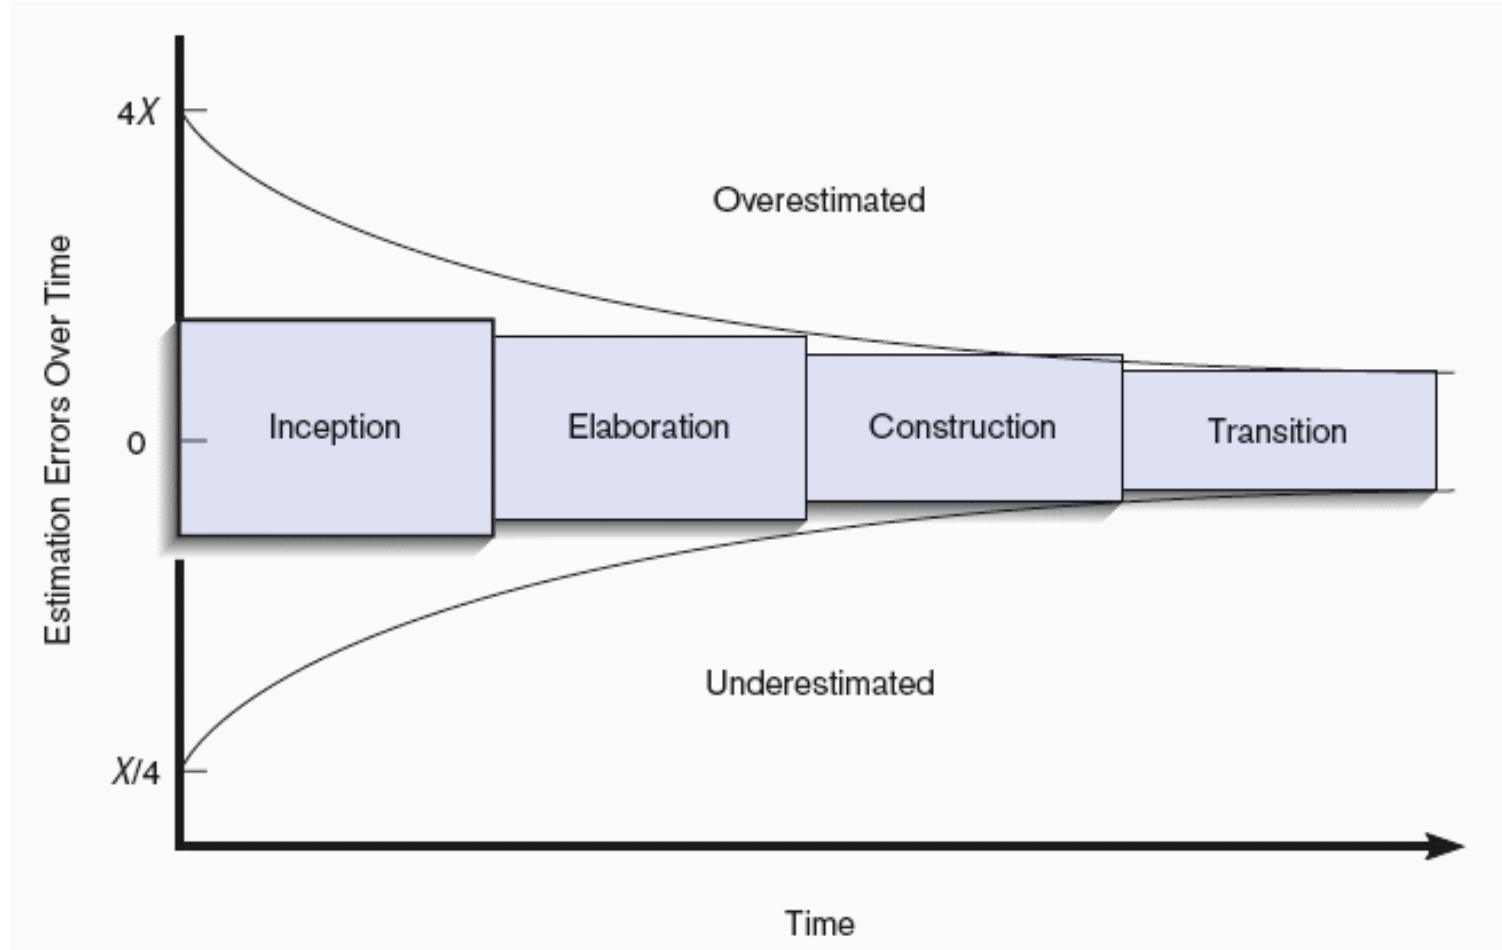 4X
Overestimated
Estimation Errors Over Time
Inception
Elaboration
Construction
Transition
0
Underestimated
X/4
Time